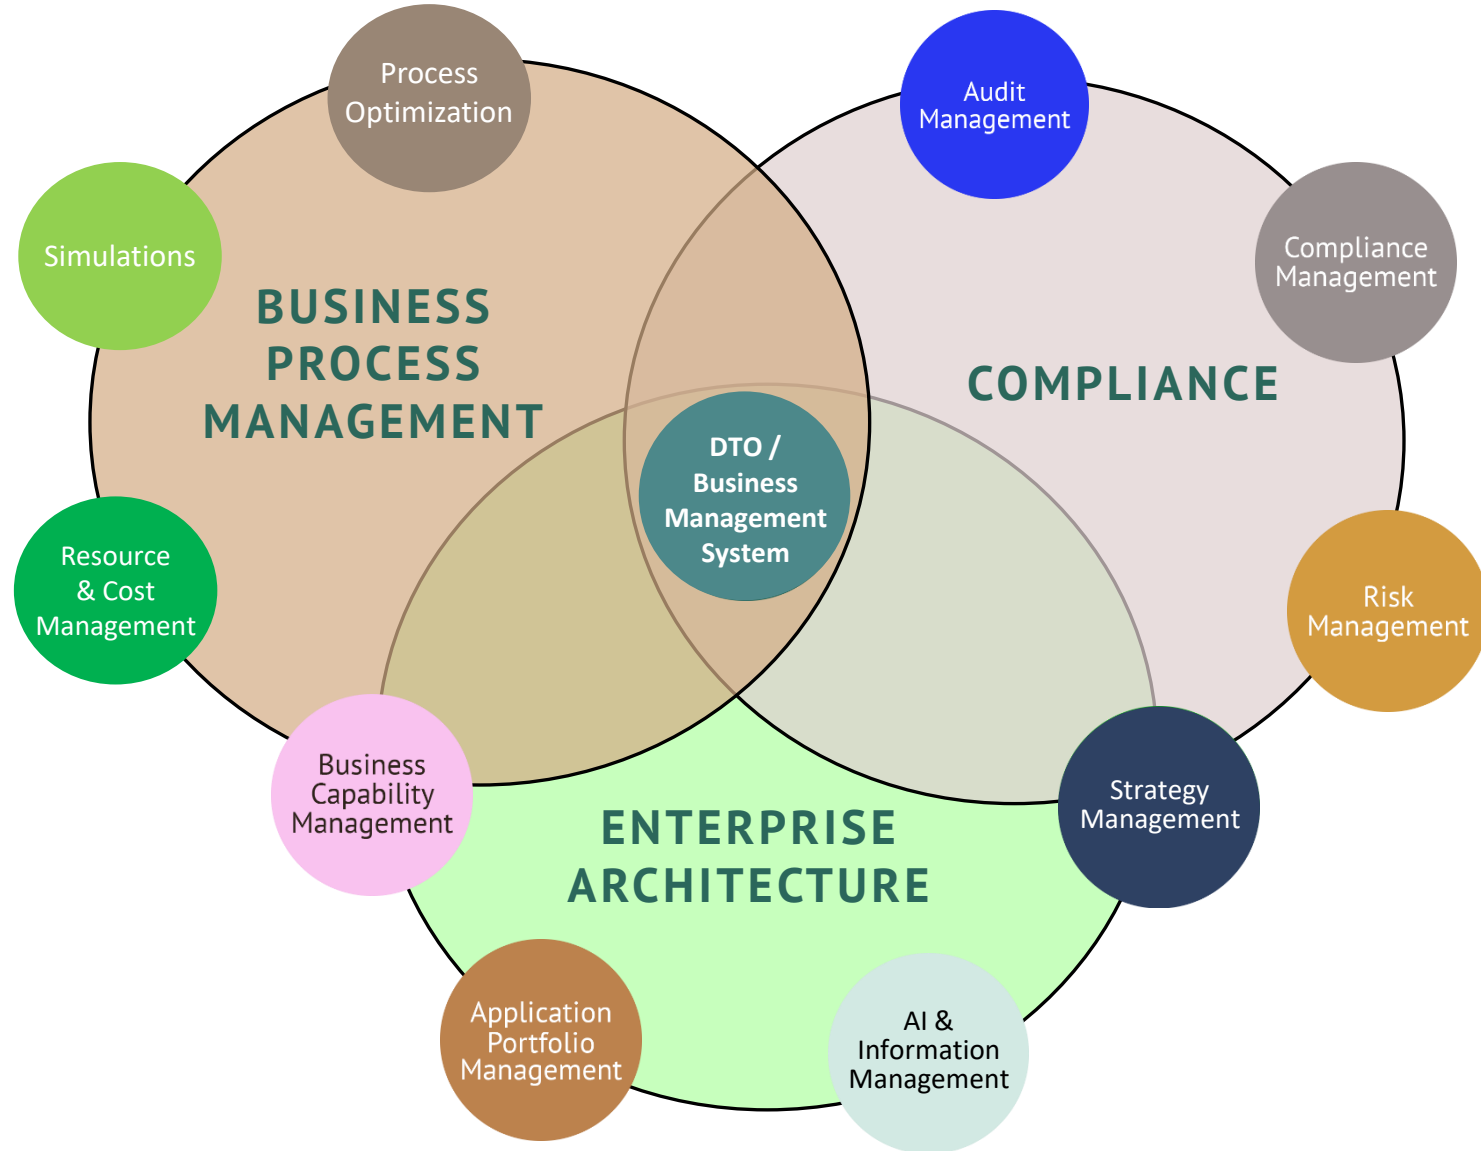 Process
Optimization
Audit
Management
Simulations
Compliance
Management
BUSINESS
PROCESS
MANAGEMENT
COMPLIANCE
DTO /
Business
Management
System
Resource
& Cost
Management
Risk
Management
Business
Capability
Management
Strategy
Management
ENTERPRISE
ARCHITECTURE
Application
Portfolio
Management
AI &
Information
Management